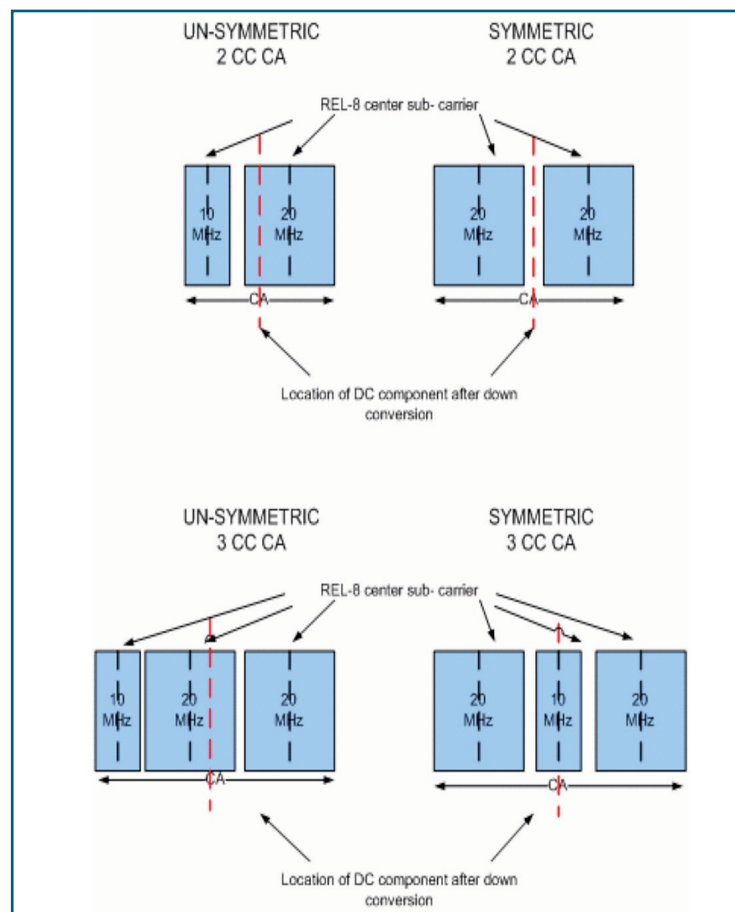 UN-SYMMETRIC
2 CC CA
SYMMETRIC
2 CC CA
REL-8 center sub- carrier
10
MHz
20
MHz
20
MHz
20
MHz
CA
CA
Location of DC component after down
conversion
UN-SYMMETRIC
3 CC CA
SYMMETRIC
3 CC CA
REL-8 center sub- carrier
10
MHz
20
MHz
20
MHz
20
MHz
10
MHz
20
MHz
CA
CA
Location of DC component after down
conversion